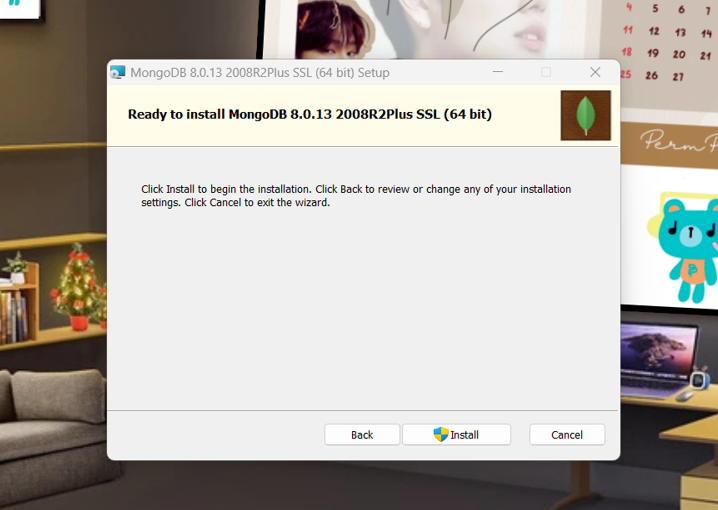 4 5 6 7
11 12 13 14
18 19 20 21
25 26 27
MongoDB 8.0.13 2008R2Plus SSL (64 bit) Setup
Ready to install MongoDB 8.0.13 2008R2Plus SSL (64 bit)
Perm
Click Install to begin the installation. Click Back to review or change any of your installation
settings. Click Cancel to exit the wizard.
Back
Install
Cancel